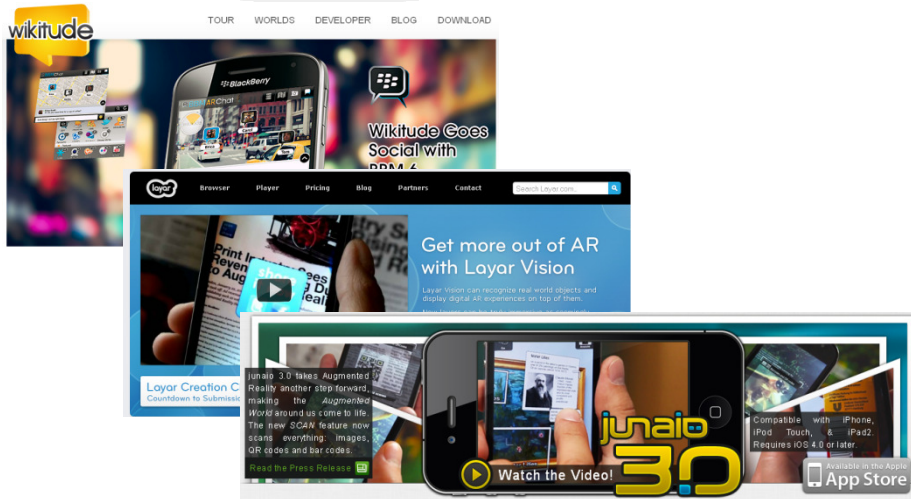 wikitude
TOUR WORLDS DEVELOPER BLOG DOWNLOAD
BlackBerry
ARChat
Wikitude Goes
Social with
layar
Browser Player Pricing Blog Partners Contact
Search Layar.com..
Print
Get more out of AR
with Layar Vision
Layar Vision can recognize real world objects and
display digital AR experiences on top of them.
Layar Creation C
Countdown to Submissio
junaio 3.0 takes Augmented
Reality another step forward,
making the Augmented
World around us come to life.
The new SCAN feature now
scans everything: images,
QR codes and bar codes.
Read the Press Release
Watch the Video!
junaio
3.0
Compatible with iPhone,
iPod Touch, & iPad2.
Requires iOS 4.0 or later.
Available in the Apple
App Store